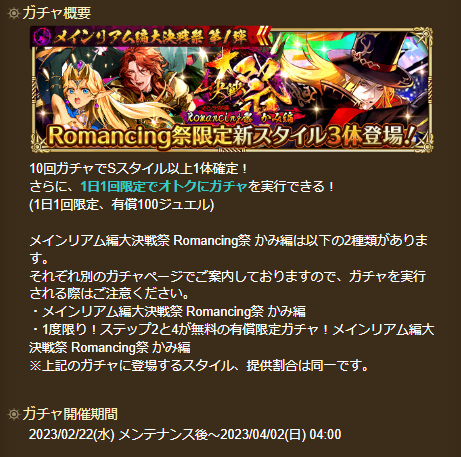 ガチャ概要
メインリアム編大決戦祭 第1弾
決戦
祭
Romancing祭 かみ編
Romancing祭限定新スタイル3体登場!
10回ガチャでSスタイル以上1体確定！
さらに、1日1回限定でオトクにガチャを実行できる！
(1日1回限定、有償100ジュエル)
メインリアム編大決戦祭 Romancing祭 かみ編は以下の2種類がありま
す。
それぞれ別のガチャページでご案内しておりますので、ガチャを実行
される際はご注意ください。
・メインリアム編大決戦祭 Romancing祭 かみ編
・1度限り！ステップ2と4が無料の有償限定ガチャ！メインリアム編大
決戦祭 Romancing祭 かみ編
※上記のガチャに登場するスタイル、提供割合は同一です。
ガチャ開催期間
2023/02/22(水) メンテナンス後～2023/04/02(日) 04:00